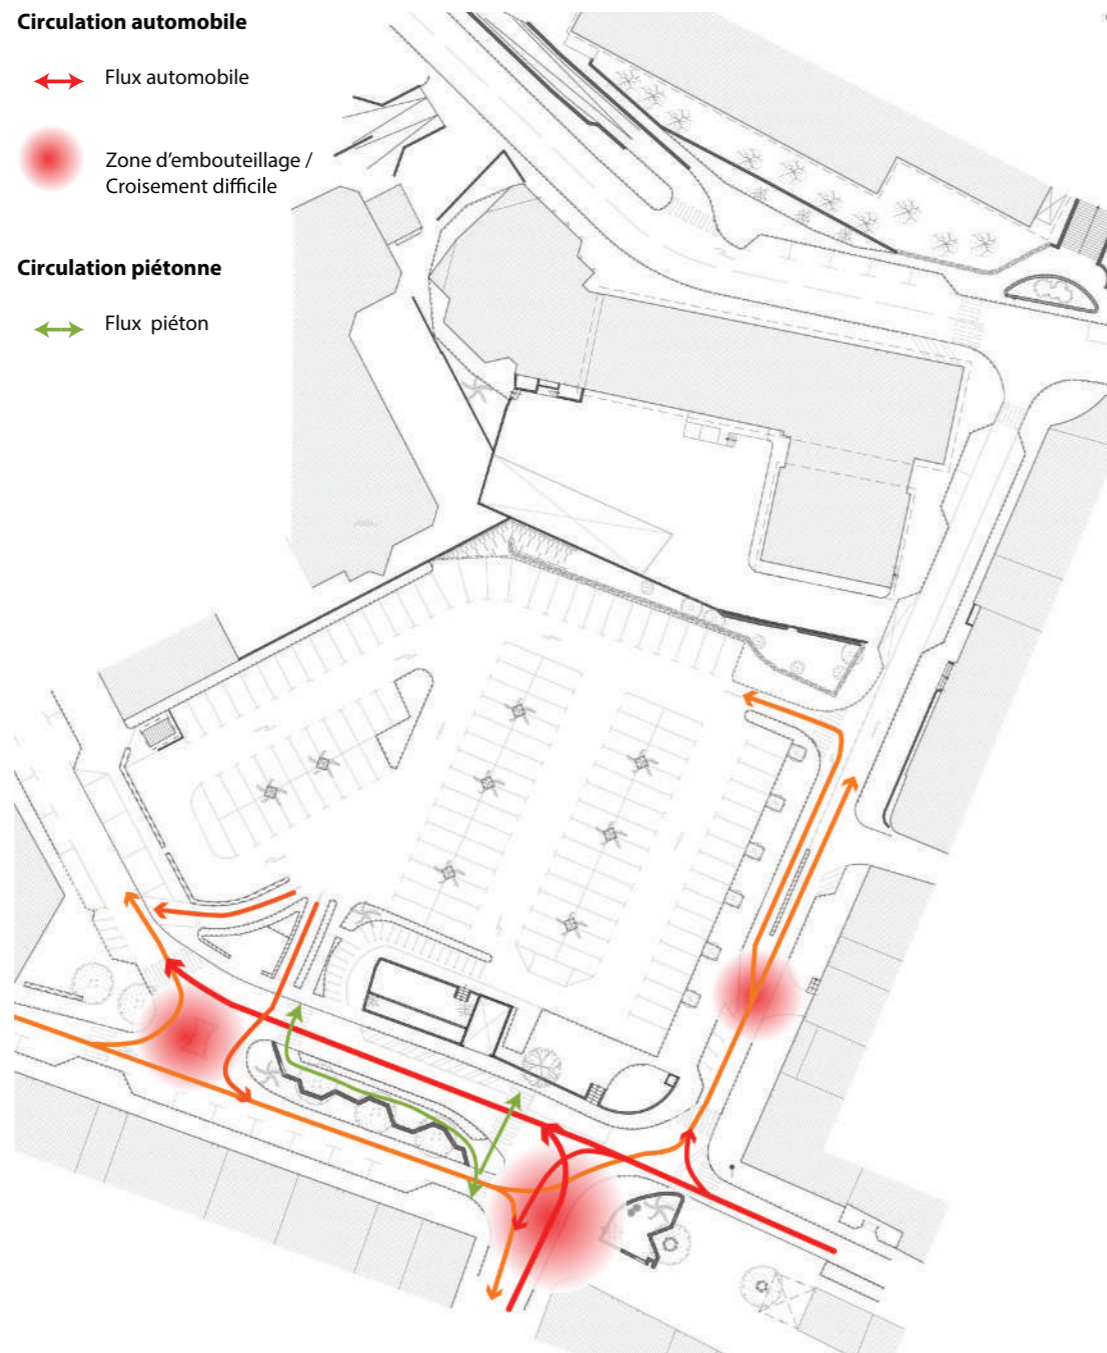 Circulation automobile
Flux automobile
Zone d'embouteillage /
Croisement difficile
Circulation piétonne
Flux piéton